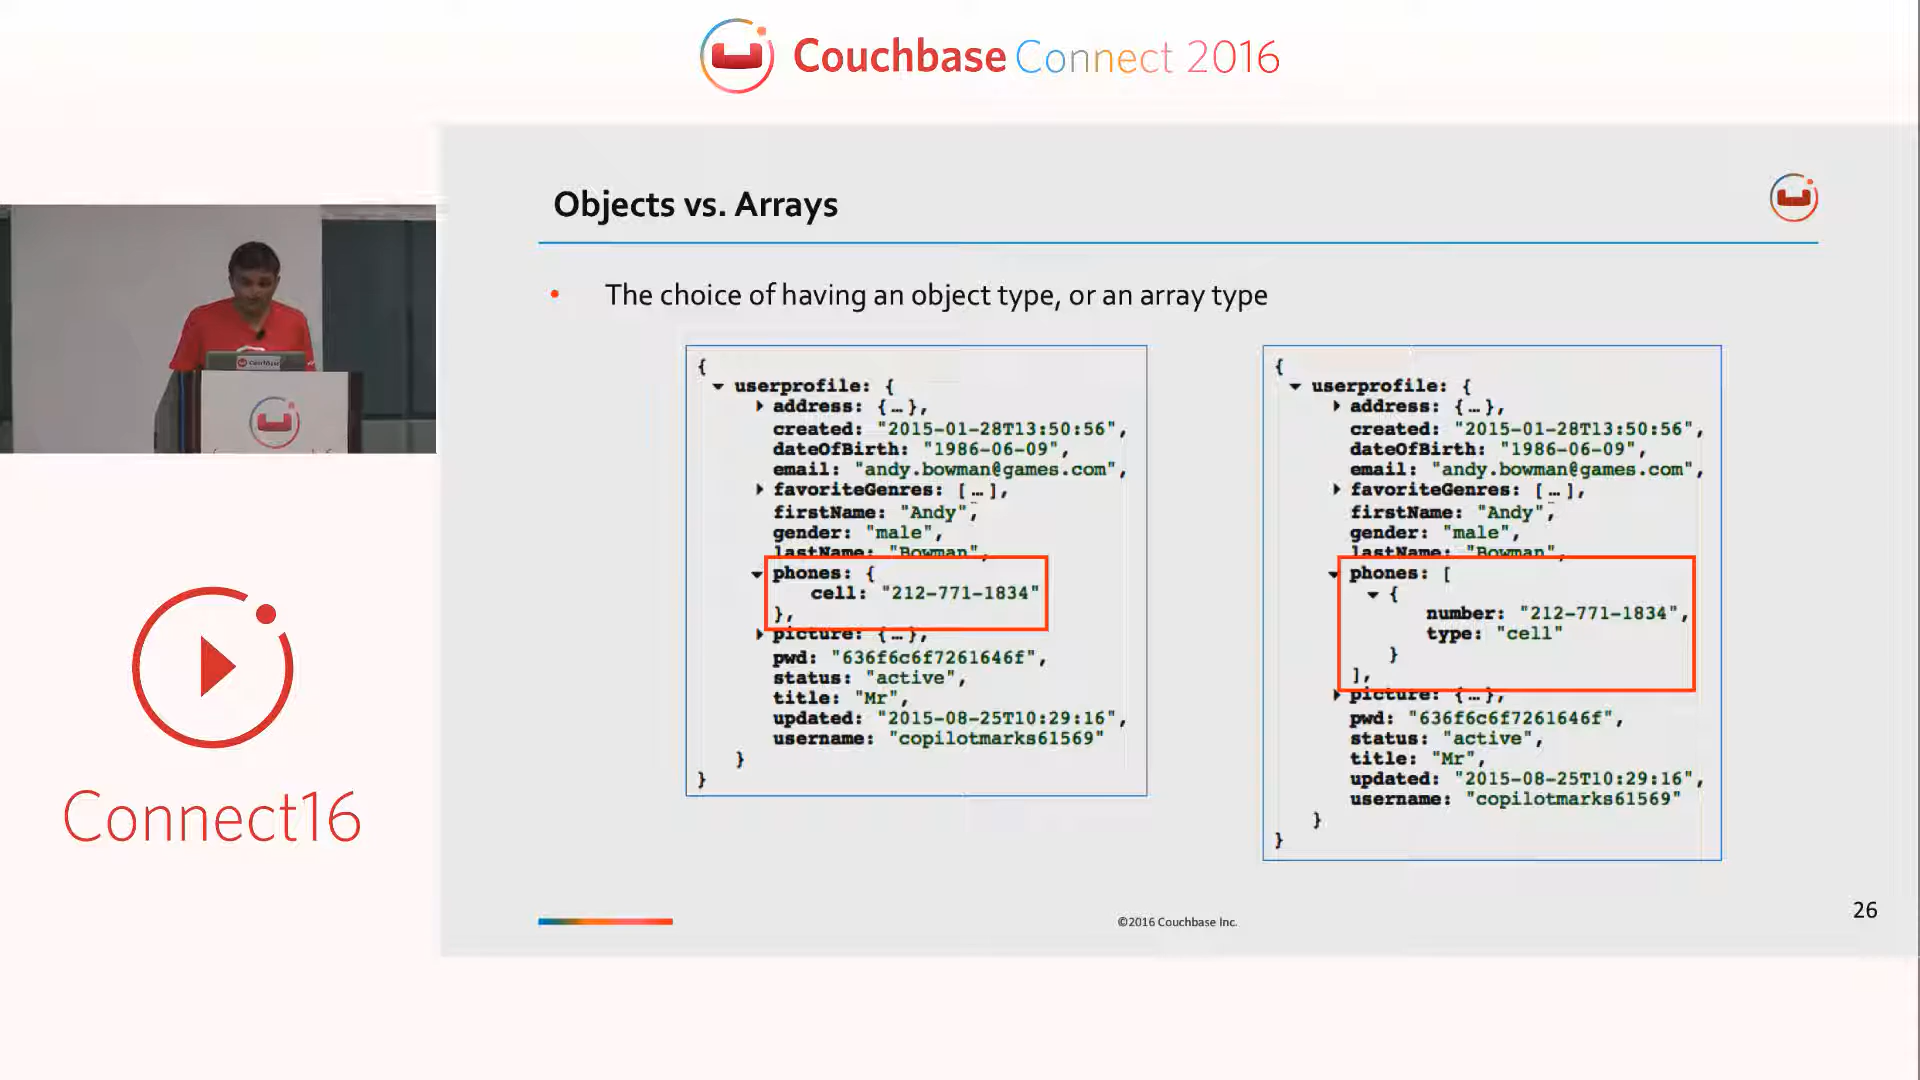 Couchbase Connect 2016
Objects vs. Arrays
• The choice of having an object type, or an array type
{
▼ userprofile: {
▶ address: {…},
created: "2015-01-28T13:50:56",
dateOfBirth: "1986-06-09",
email: "andy.bowman@games.com",
▶ favoriteGenres: […],
firstName: "Andy",
gender: "male",
lastName: "Bowman",
▼ phones: {
cell: "212-771-1834"
},
▶ picture: {…},
pwd: "636f6c6f7261646f",
status: "active",
title: "Mr",
updated: "2015-08-25T10:29:16",
username: "copilotmarks61569"
}
}
{
▼ userprofile: {
▶ address: {…},
created: "2015-01-28T13:50:56",
dateOfBirth: "1986-06-09",
email: "andy.bowman@games.com",
▶ favoriteGenres: […],
firstName: "Andy",
gender: "male",
lastName: "Bowman",
▼ phones: [
▼ {
number: "212-771-1834",
type: "cell"
}
],
▶ picture: {…},
pwd: "636f6c6f7261646f",
status: "active",
title: "Mr",
updated: "2015-08-25T10:29:16",
username: "copilotmarks61569"
}
}
©2016 Couchbase Inc.
26
Couchbase
Connect16